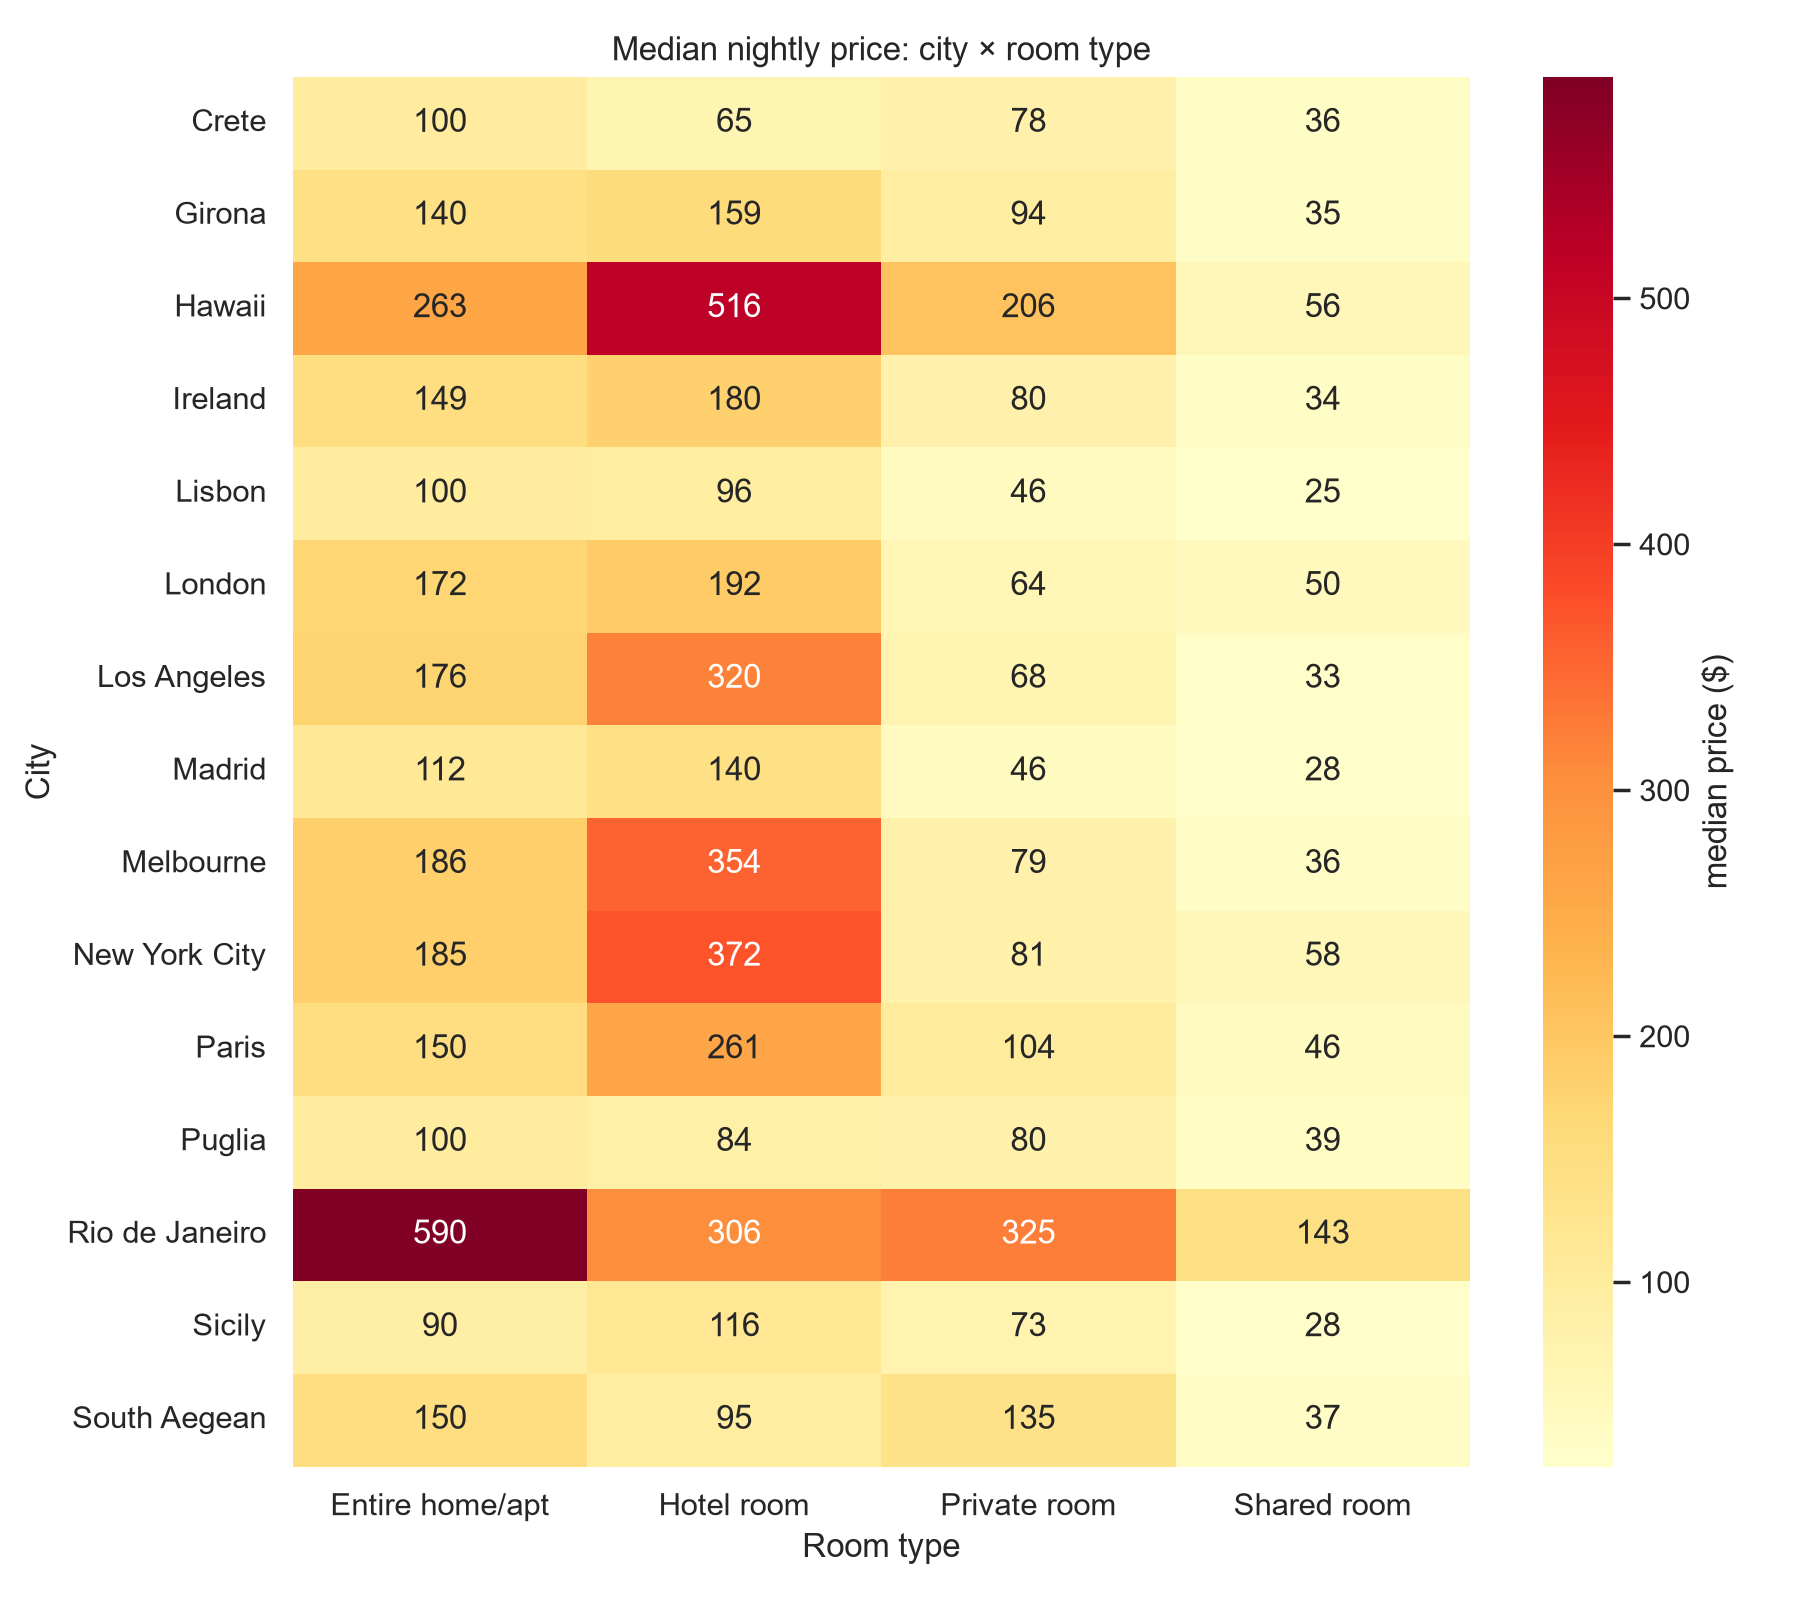 Median nightly price: city × room type
Crete 100 65 78 36
Girona 140 159 94 35
Hawaii 263 516 206 56
Ireland 149 180 80 34
Lisbon 100 96 46 25
London 172 192 64 50
Los Angeles 176 320 68 33
Madrid 112 140 46 28
Melbourne 186 354 79 36
New York City 185 372 81 58
Paris 150 261 104 46
Puglia 100 84 80 39
Rio de Janeiro 590 306 325 143
Sicily 90 116 73 28
South Aegean 150 95 135 37
Entire home/apt Hotel room Private room Shared room
Room type
City
500
400
300
200
100
median price ($)